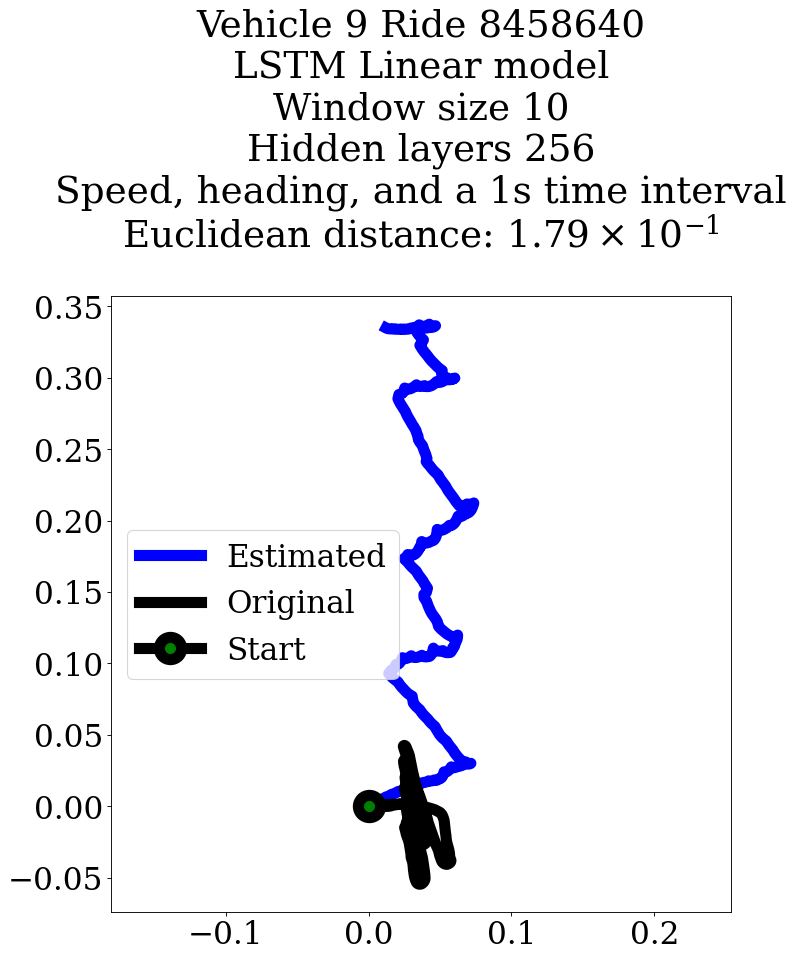 Vehicle 9 Ride 8458640
LSTM Linear model
Window size 10
Hidden layers 256
Speed, heading, and a 1s time interval
Euclidean distance: 1.79 × 10⁻¹
0.35
0.30
0.25
0.20
0.15
0.10
0.05
0.00
−0.05
Estimated
Original
Start
−0.1
0.0
0.1
0.2